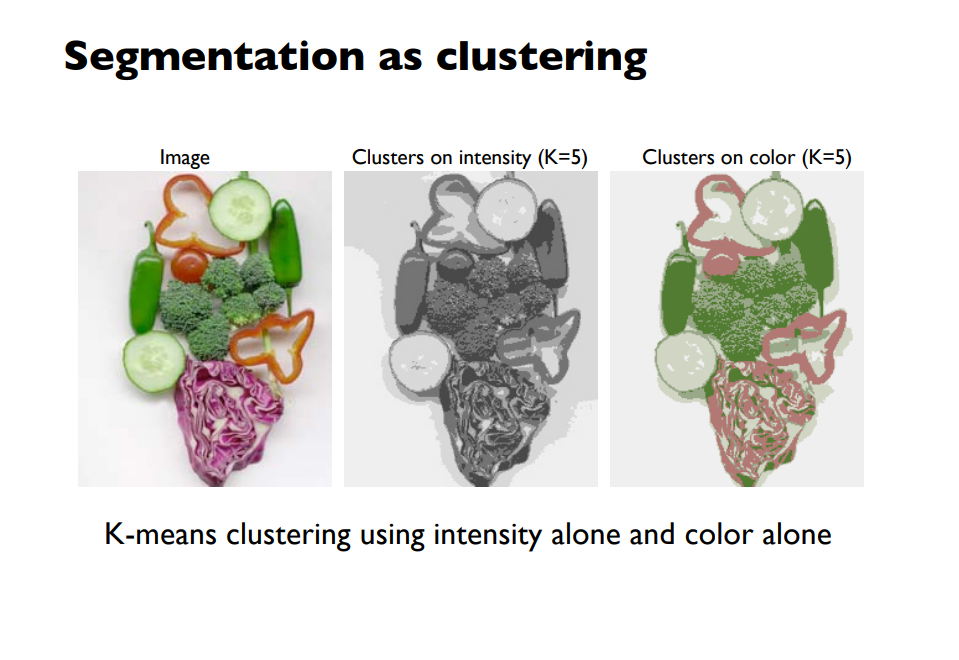 Segmentation as clustering
Image
Clusters on intensity (K=5)
Clusters on color (K=5)
K-means clustering using intensity alone and color alone